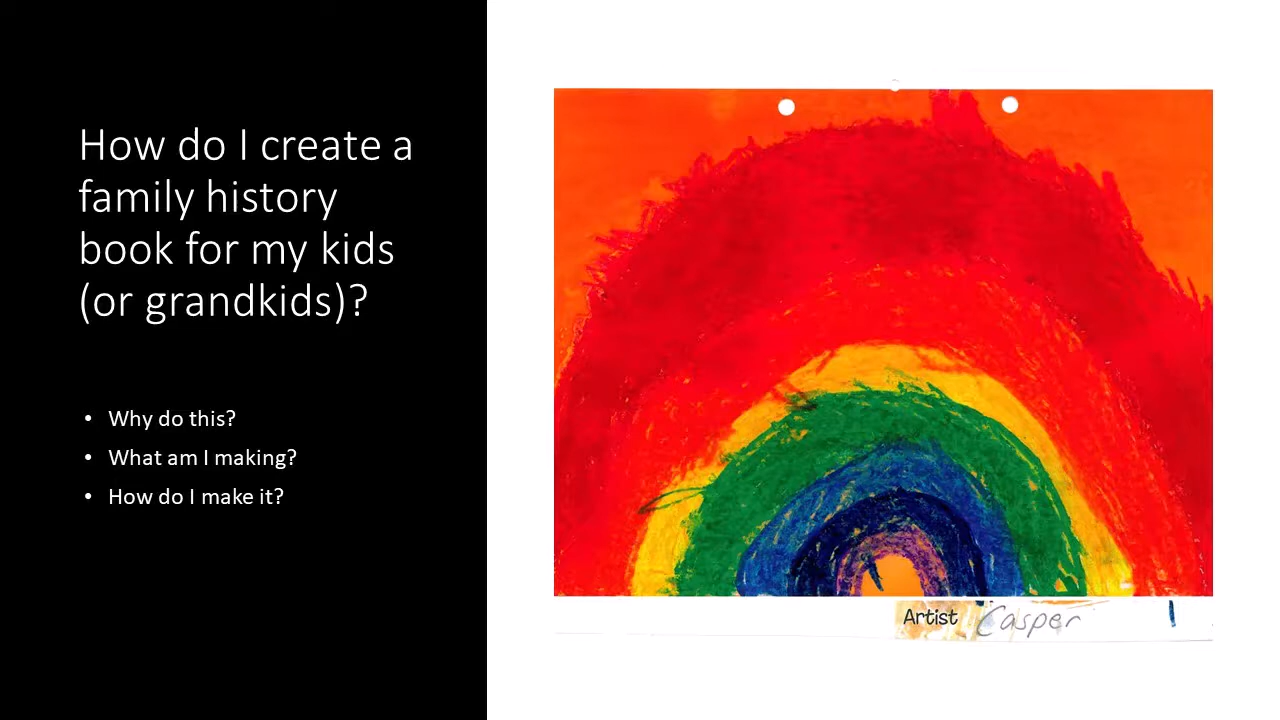 How do I create a
family history
book for my kids
(or grandkids)?
• Why do this?
• What am I making?
• How do I make it?
Artist Casper